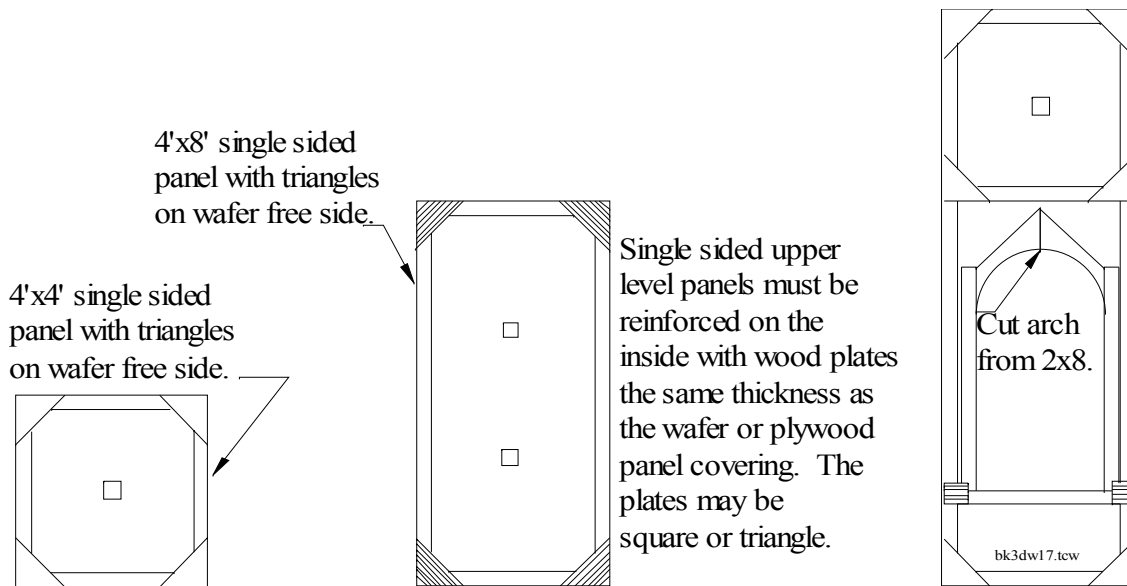 4'x8' single sided
panel with triangles
on wafer free side.
4'x4' single sided
panel with triangles
on wafer free side.
Single sided upper
level panels must be
reinforced on the
inside with wood plates
the same thickness as
the wafer or plywood
panel covering.  The
plates may be
square or triangle.
Cut arch
from 2x8.
bk3dw17.tcw